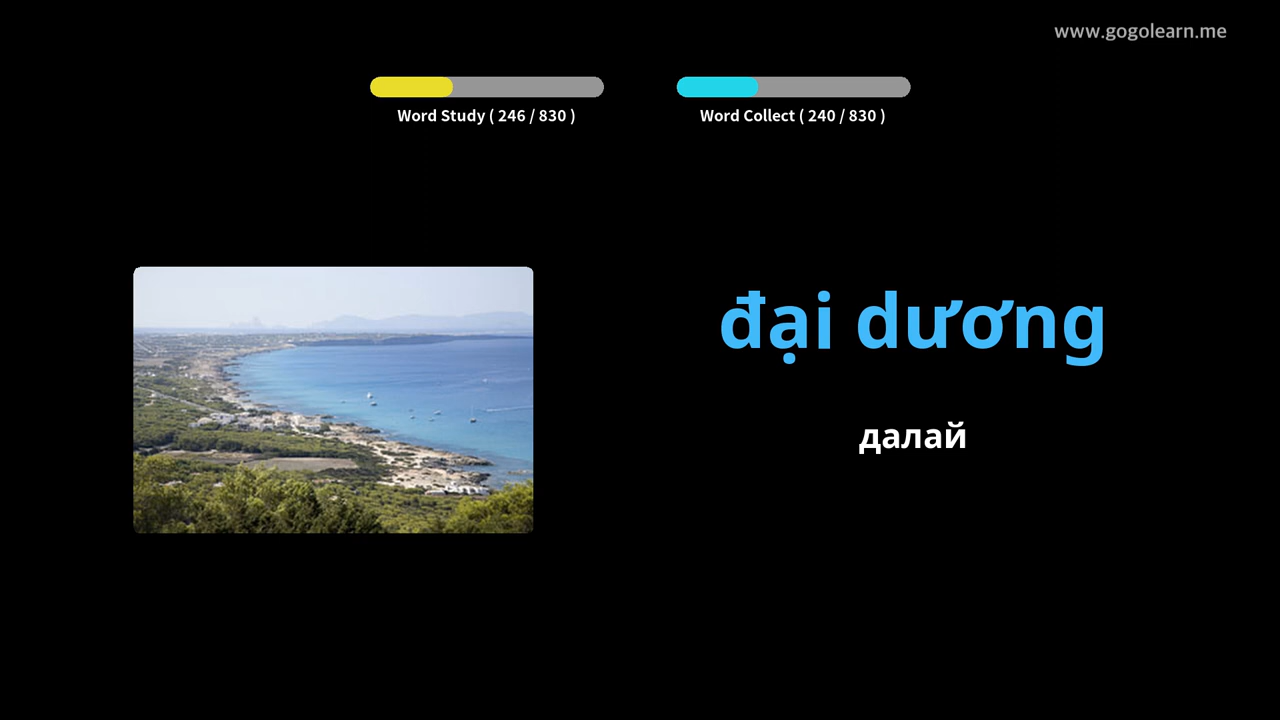 www.gogolearn.me
Word Study ( 246 / 830 )
Word Collect ( 240 / 830 )
đại dương
далай